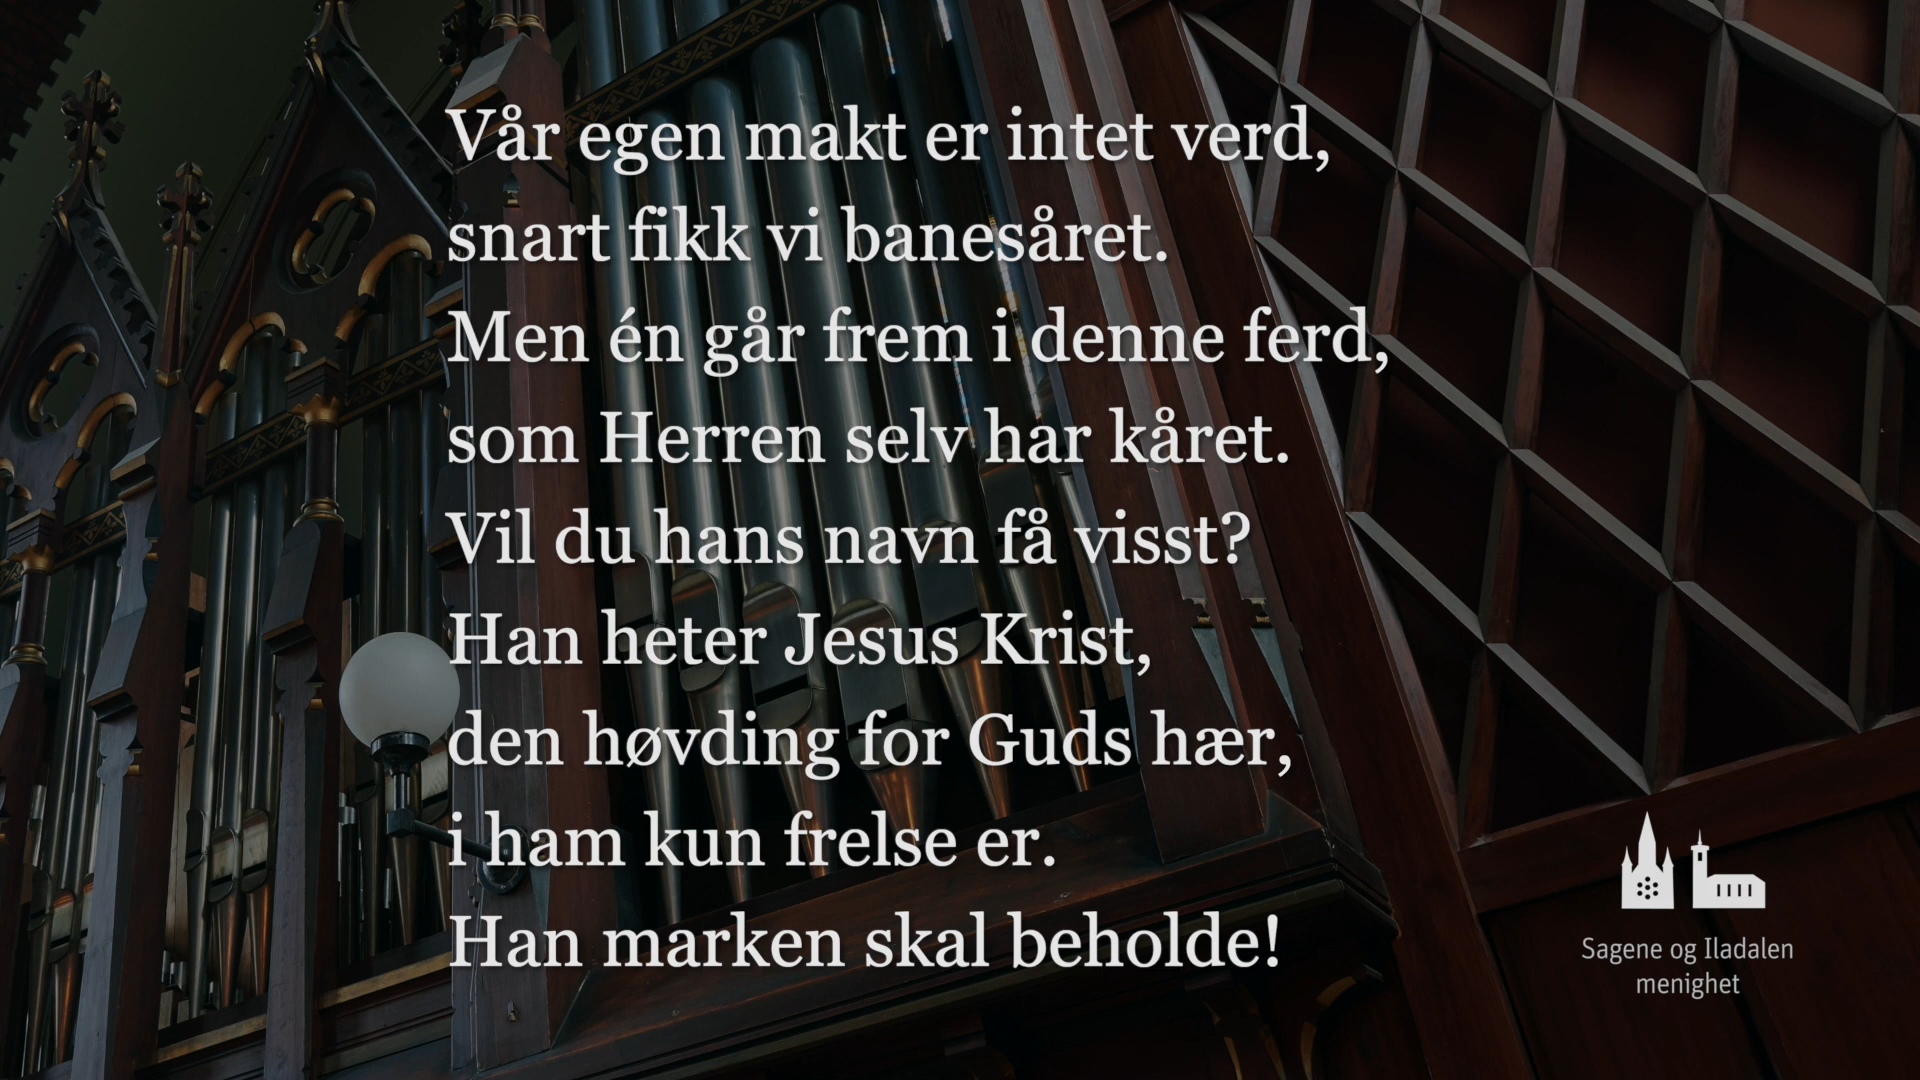 Vår egen makt er intet verd,
snart fikk vi banesåret.
Men én går frem i denne ferd,
som Herren selv har kåret.
Vil du hans navn få visst?
Han heter Jesus Krist,
den høvding for Guds hær,
i ham kun frelse er.
Han marken skal beholde!
Sagene og Iladalen
menighet